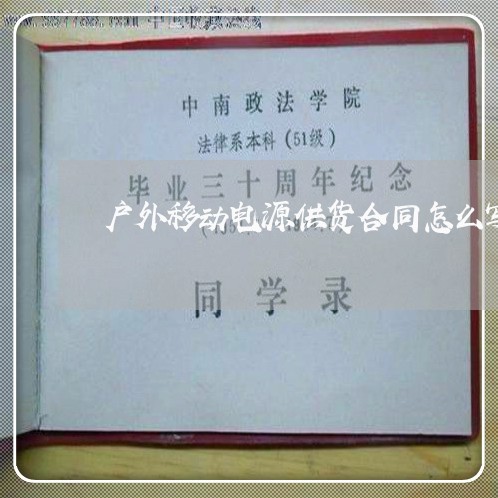 中南政法学院
法律系本科(51级)
毕业三十周年纪念
户外移动电源供货合同怎么写
同学录